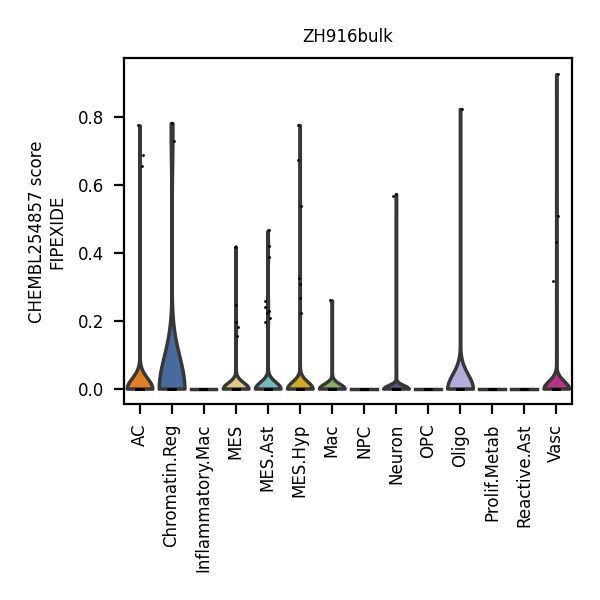 ZH916bulk
CHEMBL254857 score
FIPEXIDE
0.8
0.6
0.4
0.2
0.0
AC
Chromatin.Reg
Inflammatory.Mac
MES
MES.Ast
MES.Hyp
Mac
NPC
Neuron
OPC
Oligo
Prolif.Metab
Reactive.Ast
Vasc